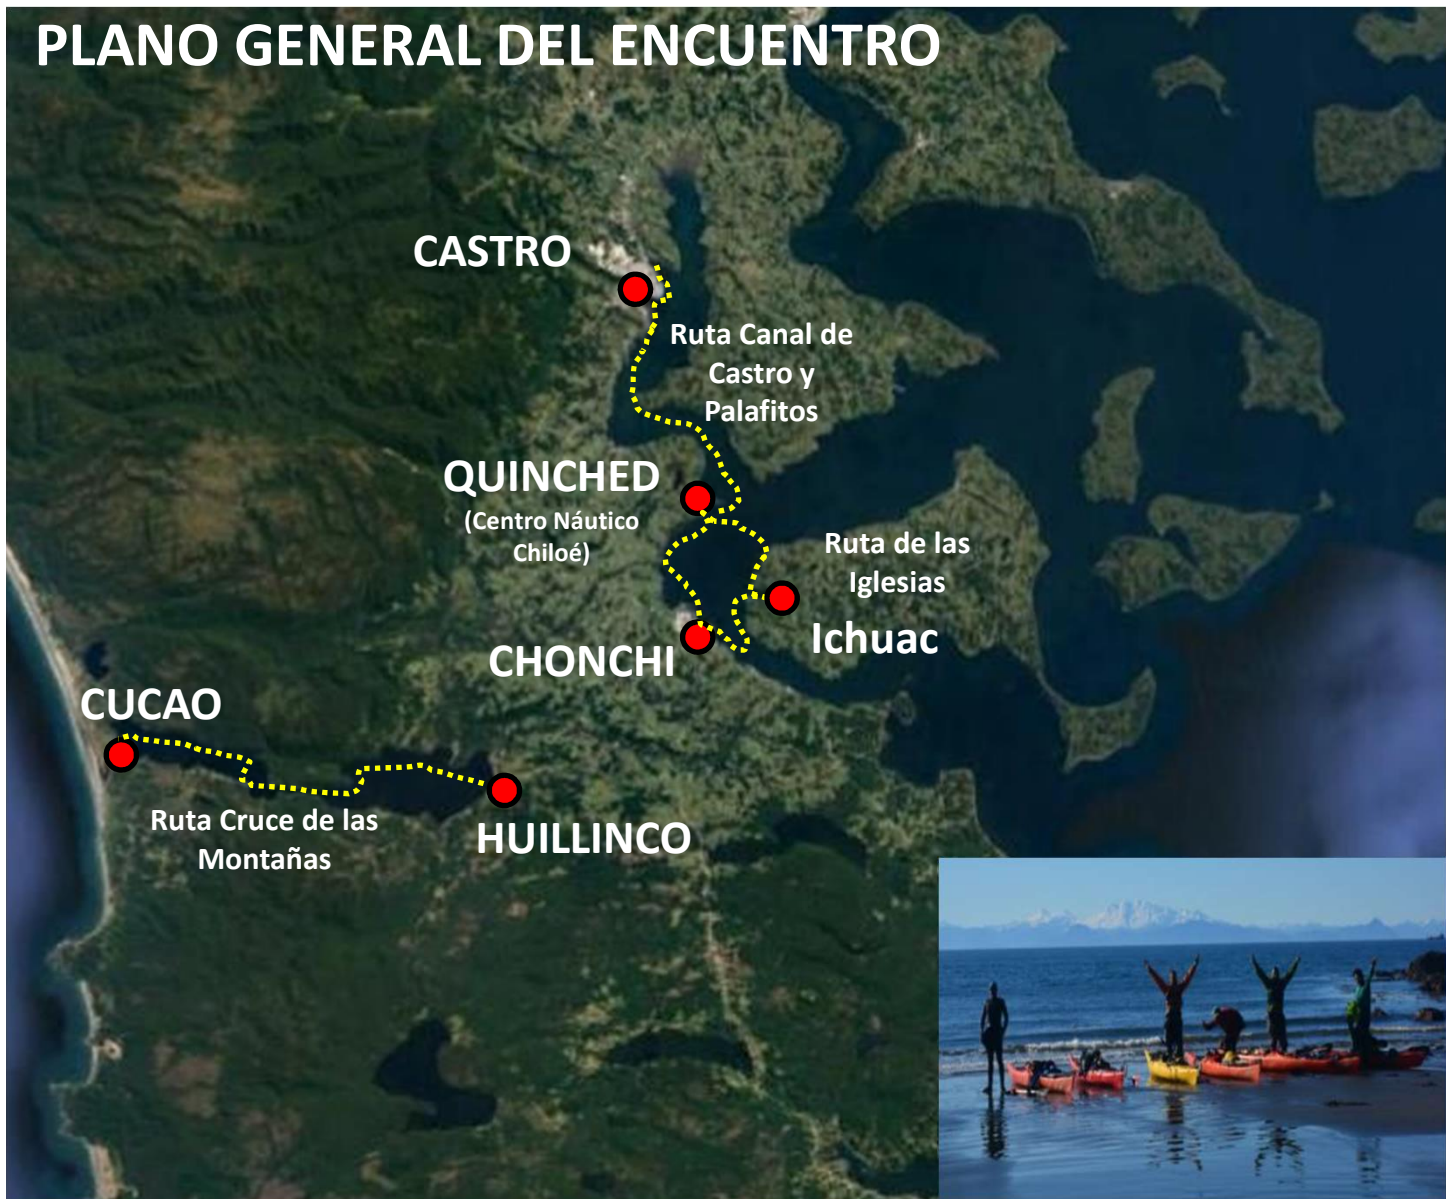 PLANO GENERAL DEL ENCUENTRO
CASTRO
Ruta Canal de
Castro y
Palafitos
QUINCHED
(Centro Náutico
Chiloé)
Ruta de las
Iglesias
Ichuac
CHONCHI
CUCAO
Ruta Cruce de las
Montañas
HUILLINCO